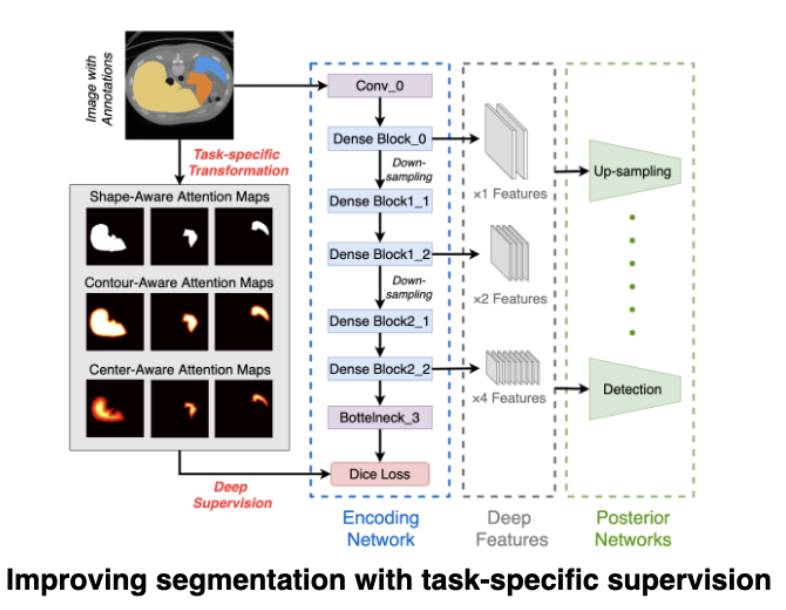 Image with
Annotations
Task-specific
Transformation
Shape-Aware Attention Maps
Contour-Aware Attention Maps
Center-Aware Attention Maps
Deep
Supervision
Conv_0
Dense Block_0
Down-
sampling
Dense Block1_1
Dense Block1_2
Down-
sampling
Dense Block2_1
Dense Block2_2
Bottelneck_3
Dice Loss
Encoding
Network
×1 Features
×2 Features
×4 Features
Deep
Features
Up-sampling
Detection
Posterior
Networks
Improving segmentation with task-specific supervision